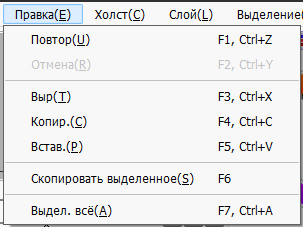 Правка(E) Холст(C) Слой(L) Выделение(
Повтор(U) F1, Ctrl+Z
Отмена(R) F2, Ctrl+Y
Выр(T) F3, Ctrl+X
Копир.(C) F4, Ctrl+C
Встав.(P) F5, Ctrl+V
Скопировать выделенное(S) F6
Выдел. всё(A) F7, Ctrl+A